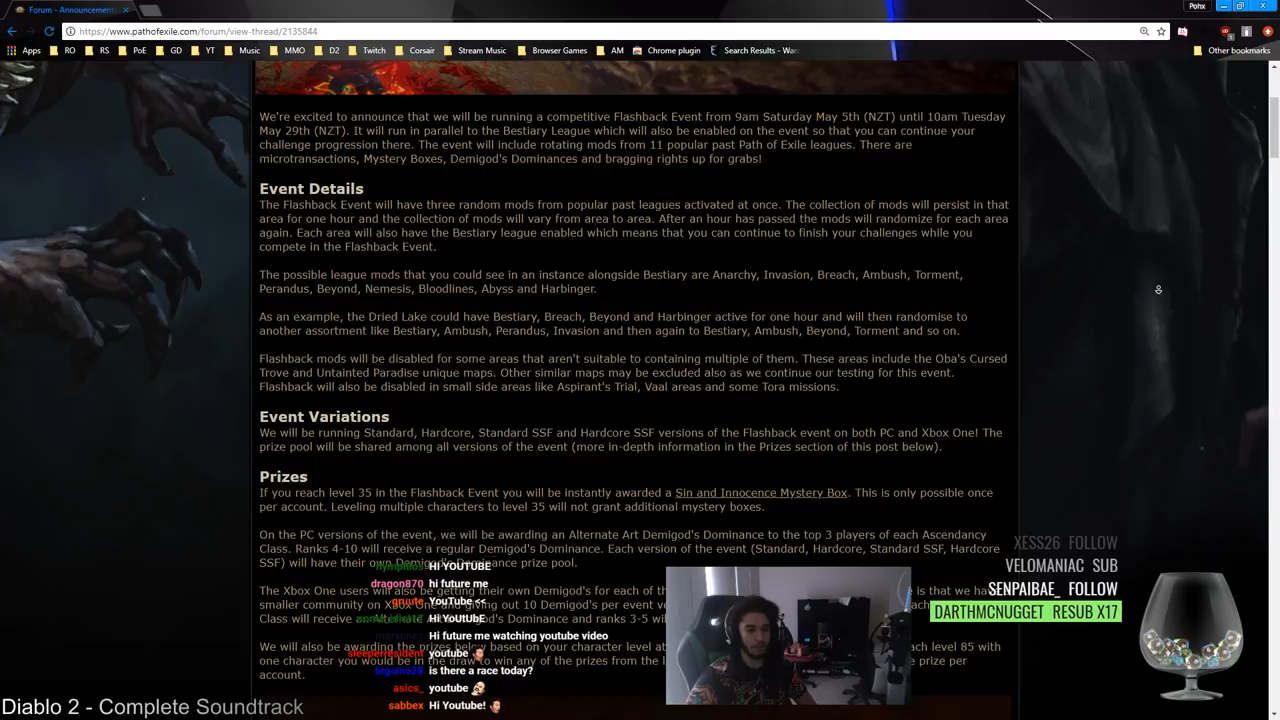 Forum - Announcement
Pohx
https://www.pathofexile.com/forum/view-thread/2135844
Apps RO RS PoE GD YT Music MMO D2 Twitch Corsair Stream Music Browser Games AM Chrome plugin Search Results - War Other bookmarks
We're excited to announce that we will be running a competitive Flashback Event from 9am Saturday May 5th (NZT) until 10am Tuesday
May 29th (NZT). It will run in parallel to the Bestiary League which will also be enabled on the event so that you can continue your
challenge progression there. The event will include rotating mods from 11 popular past Path of Exile leagues. There are
microtransactions, Mystery Boxes, Demigod's Dominances and bragging rights up for grabs!
Event Details
The Flashback Event will have three random mods from popular past leagues activated at once. The collection of mods will persist in that
area for one hour and the collection of mods will vary from area to area. After an hour has passed the mods will randomize for each area
again. Each area will also have the Bestiary league enabled which means that you can continue to finish your challenges while you
compete in the Flashback Event.
The possible league mods that you could see in an instance alongside Bestiary are Anarchy, Invasion, Breach, Ambush, Torment,
Perandus, Beyond, Nemesis, Bloodlines, Abyss and Harbinger.
As an example, the Dried Lake could have Bestiary, Breach, Beyond and Harbinger active for one hour and will then randomise to
another assortment like Bestiary, Ambush, Perandus, Invasion and then again to Bestiary, Ambush, Beyond, Torment and so on.
Flashback mods will be disabled for some areas that aren't suitable to containing multiple of them. These areas include the Oba's Cursed
Trove and Untainted Paradise unique maps. Other similar maps may be excluded also as we continue our testing for this event.
Flashback will also be disabled in small side areas like Aspirant's Trial, Vaal areas and some Tora missions.
Event Variations
We will be running Standard, Hardcore, Standard SSF and Hardcore SSF versions of the Flashback event on both PC and Xbox One! The
prize pool will be shared among all versions of the event (more in-depth information in the Prizes section of this post below).
Prizes
If you reach level 35 in the Flashback Event you will be instantly awarded a Sin and Innocence Mystery Box. This is only possible once
per account. Leveling multiple characters to level 35 will not grant additional mystery boxes.
On the PC versions of the event, we will be awarding an Alternate Art Demigod's Dominance to the top 3 players of each Ascendancy
Class. Ranks 4-10 will receive a regular Demigod's Dominance. Each version of the event (Standard, Hardcore, Standard SSF, Hardcore
SSF) will have their own Demigod's Dominance prize pool.
The Xbox One users will also be getting their own Demigod's for each of th is that we ha
smaller community on Xbox One and giving out 10 Demigod's per event ve ach
Class will receive and ranks 3-5 wil
We will also be awarding the prizes below based on your character level at ach level 85 with
one character you would be in the draw to win any of the prizes from the l e prize per
account.
nymphios Hi YOUTUBE
dragon870 hi future me
gruute YouTube <<
Hi YoUtUbE
Hi future me watching youtube video
sleeperresident youtube
is there a race today?
asics_ youtube
sabbex Hi Youtube!
XESS26 FOLLOW
VELOMANIAC SUB
SENPAIBAE_ FOLLOW
DARTHMCNUGGET RESUB X17
Diablo 2 - Complete Soundtrack